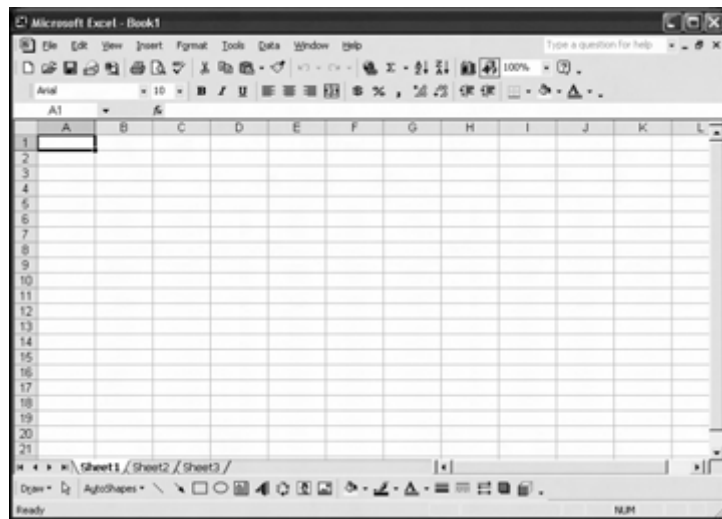 Microsoft Excel - Book1
File Edit View Insert Format Tools Data Window Help Type a question for help
100%
Arial 10 B I U $ % ,
A1 fx
A B C D E F G H I J K L
1
2
3
4
5
6
7
8
9
10
11
12
13
14
15
16
17
18
19
20
21
Sheet1 / Sheet2 / Sheet3 /
Draw AutoShapes
Ready NUM